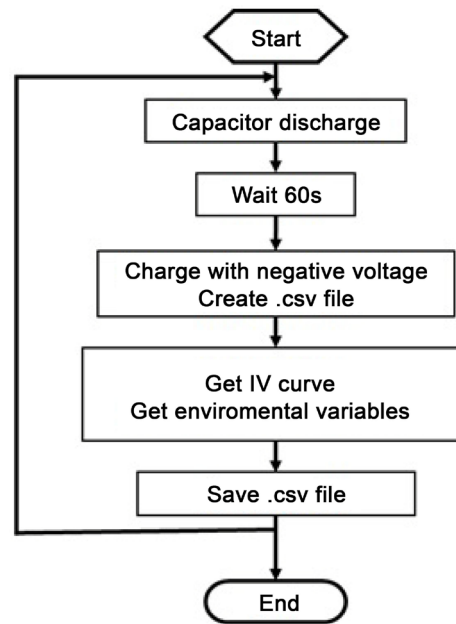 Start
Capacitor discharge
Wait 60s
Charge with negative voltage
Create .csv file
Get IV curve
Get enviromental variables
Save .csv file
End